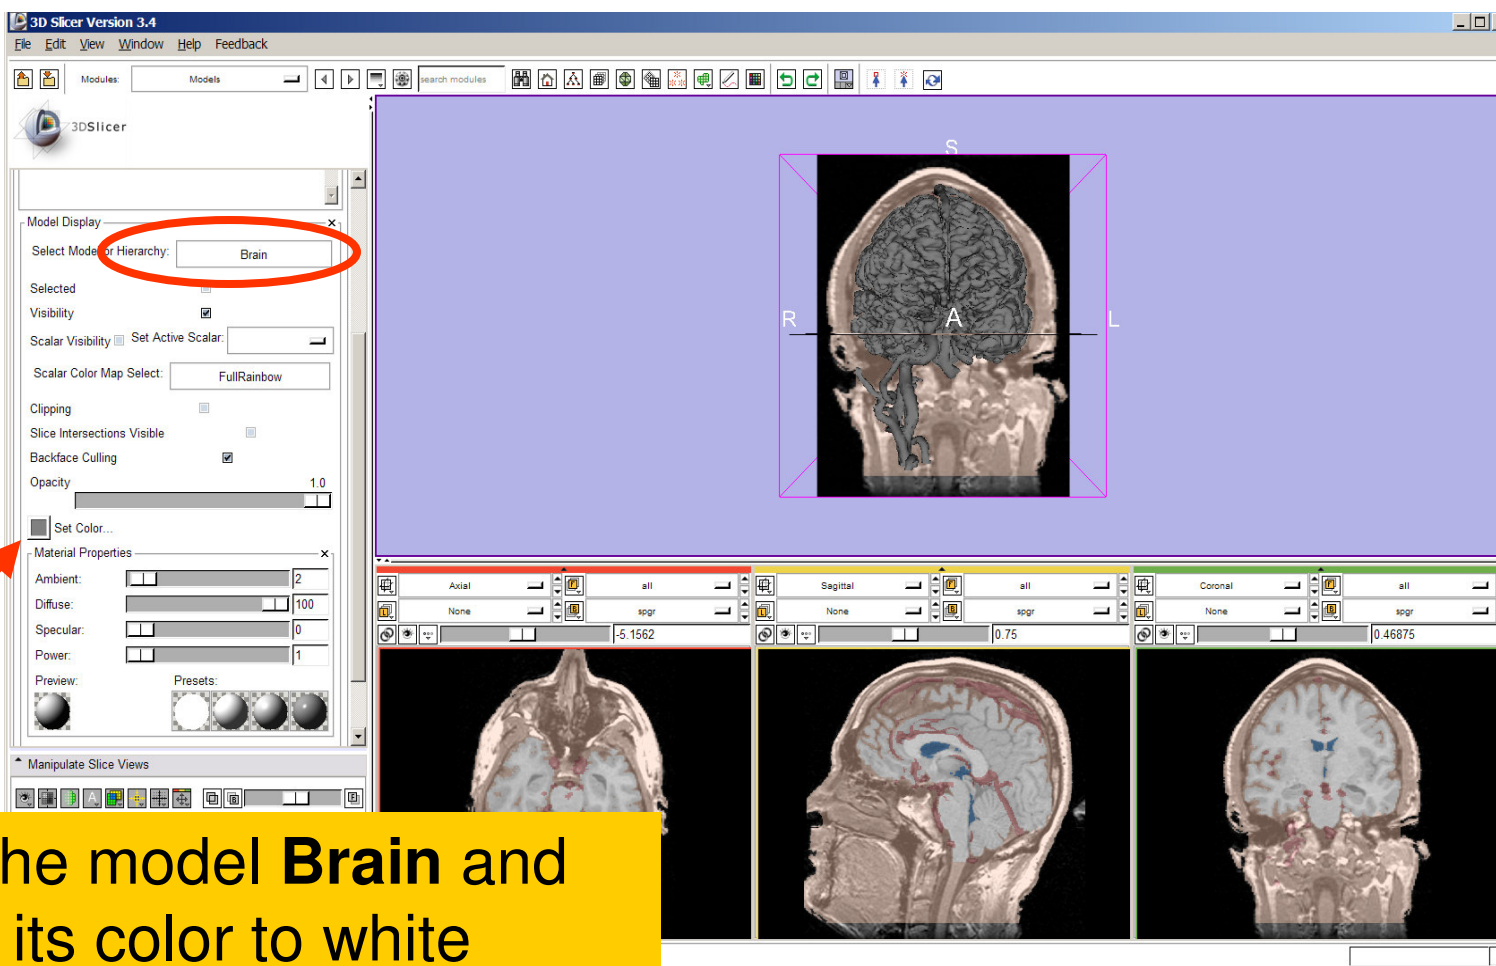 3D Slicer Version 3.4
File Edit View Window Help Feedback
Modules: Models search modules
3DSlicer
Model Display
Select Model or Hierarchy: Brain
Selected
Visibility
Scalar Visibility Set Active Scalar:
Scalar Color Map Select: FullRainbow
Clipping
Slice Intersections Visible
Backface Culling
Opacity 1.0
Set Color...
Material Properties
Ambient: 2
Diffuse: 100
Specular: 0
Power: 1
Preview: Presets:
Manipulate Slice Views
S
R A L
Axial all Sagittal all Coronal all
None spgr None spgr None spgr
-5.1562 0.75 0.46875
he model Brain and
its color to white